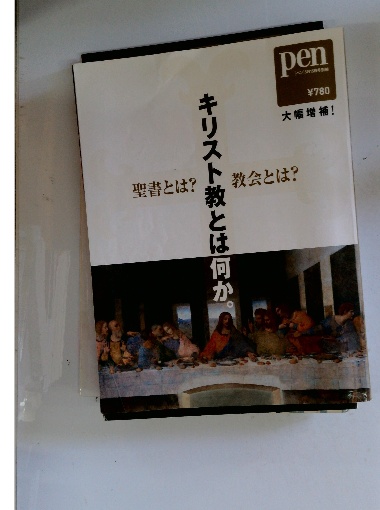 pen
¥780
大幅増補!
キリスト教とは何か。
聖書とは?
教会とは?